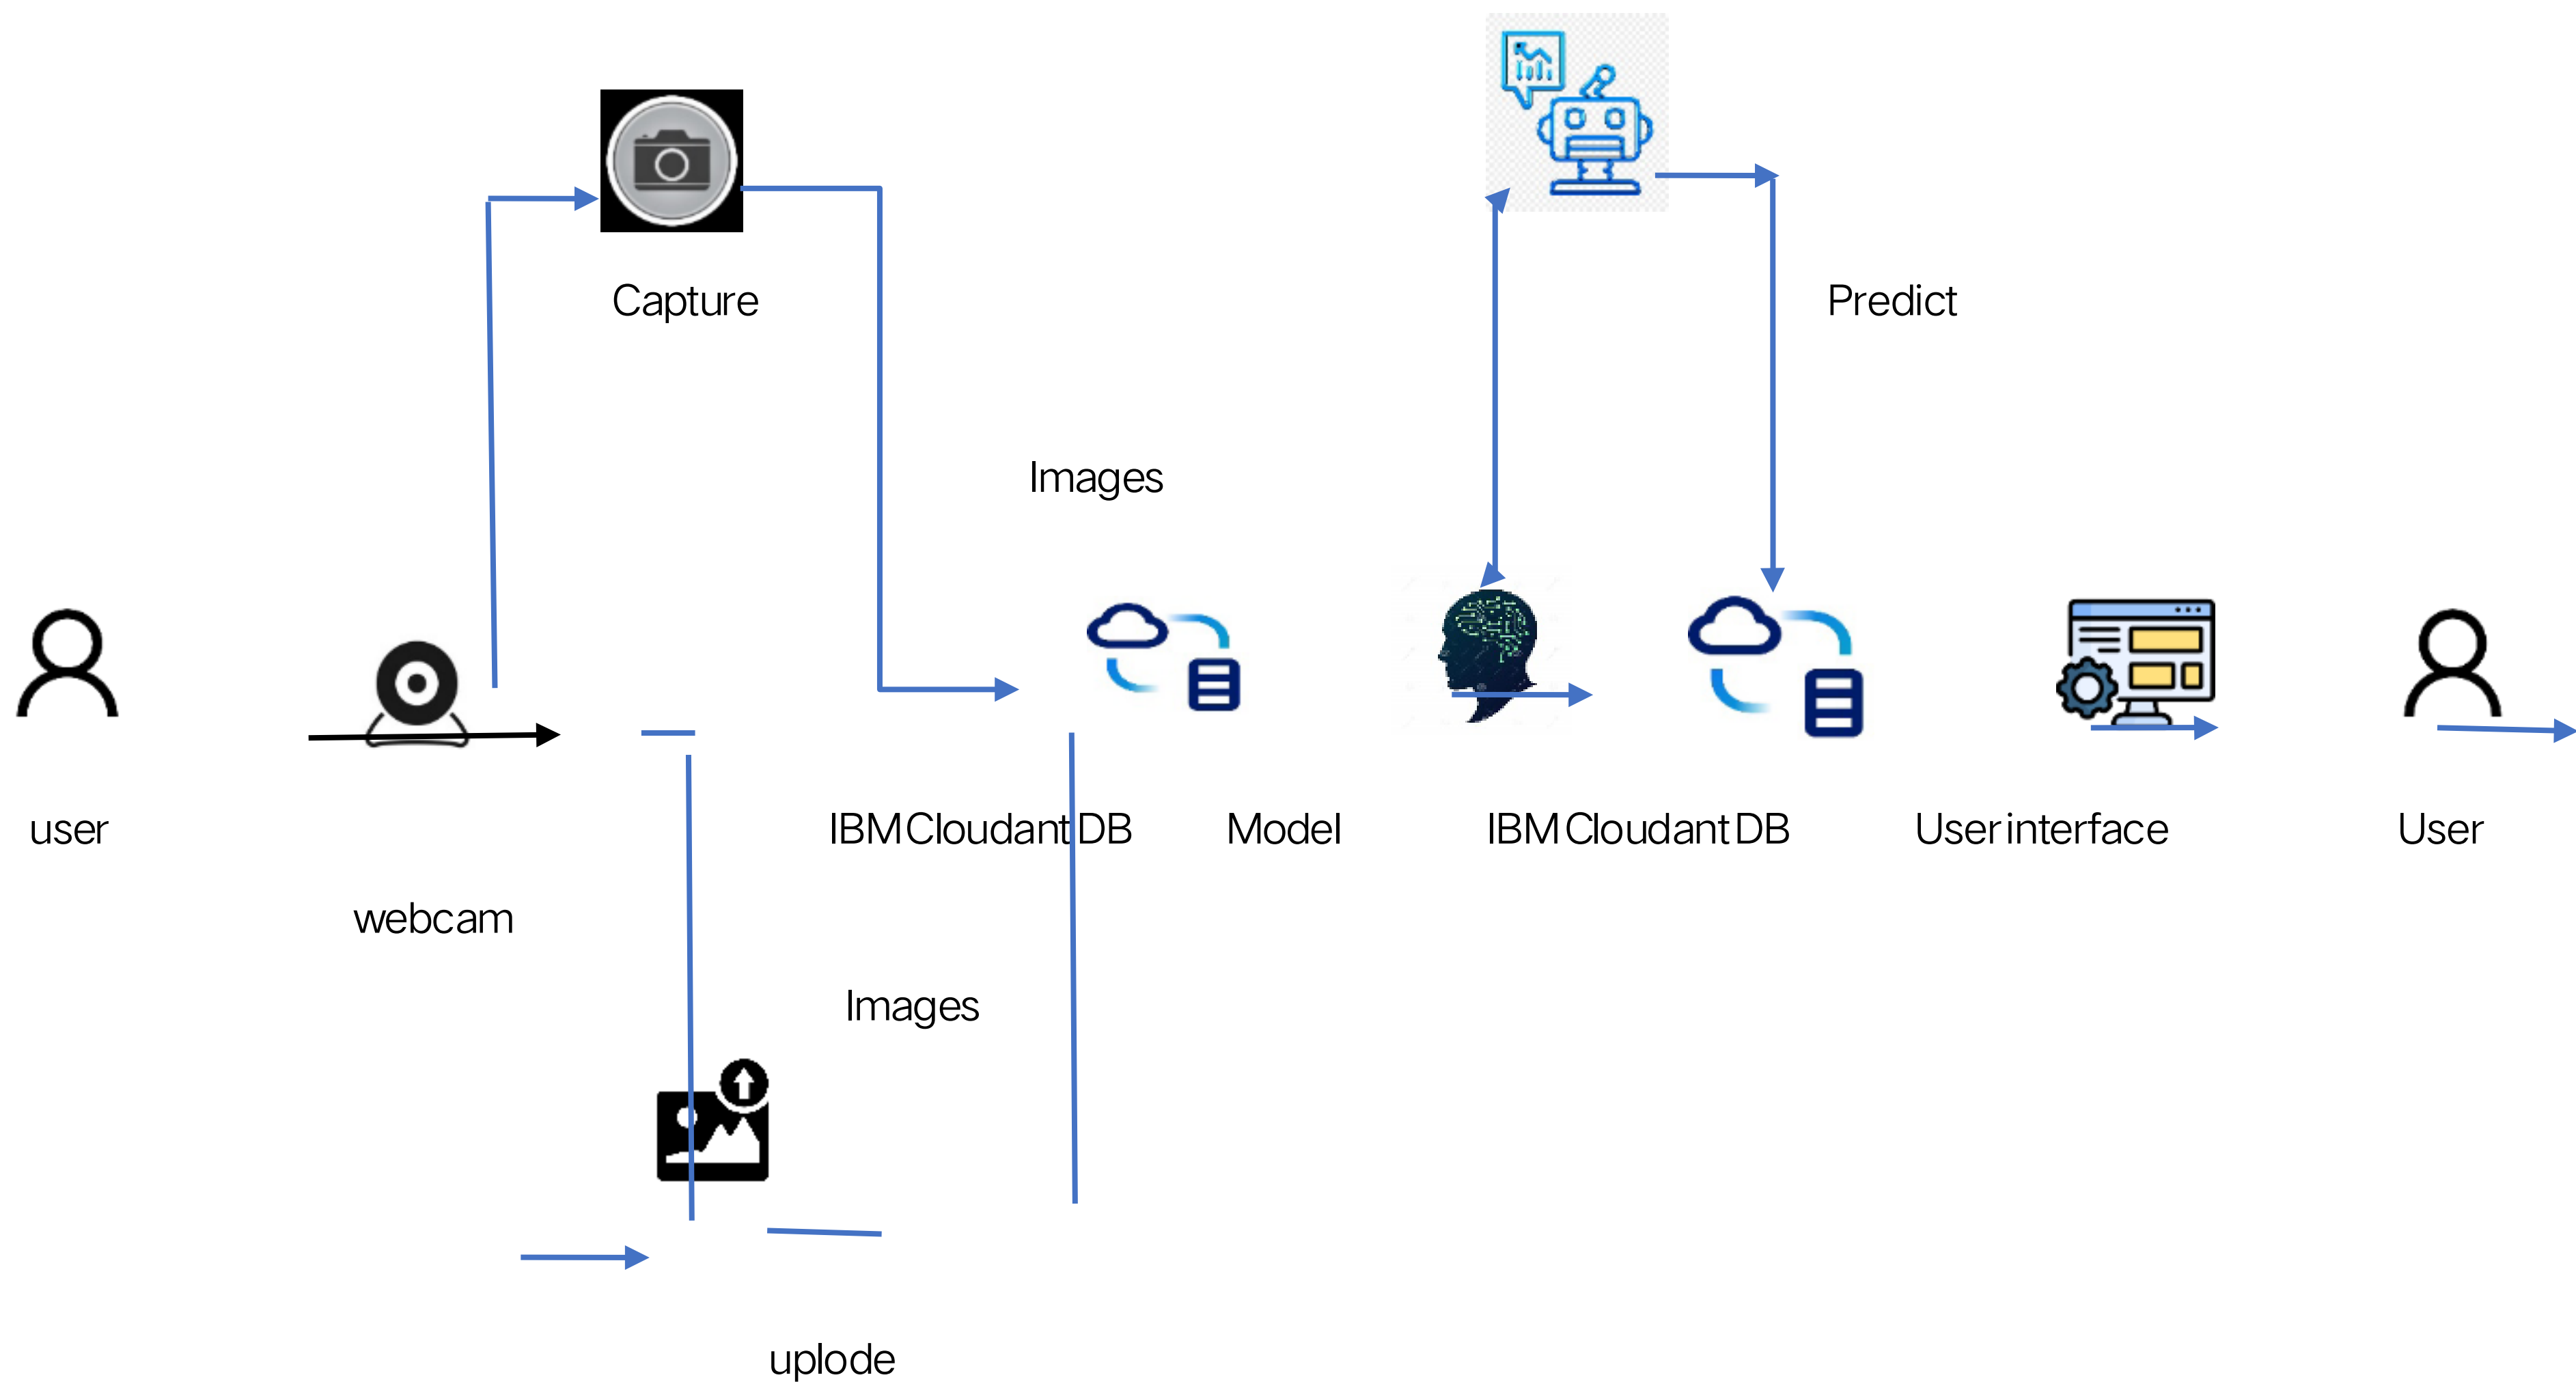 Capture
Predict
Images
user
IBM Cloudant DB
Model
IBM Cloudant DB
User interface
User
webcam
Images
uplode